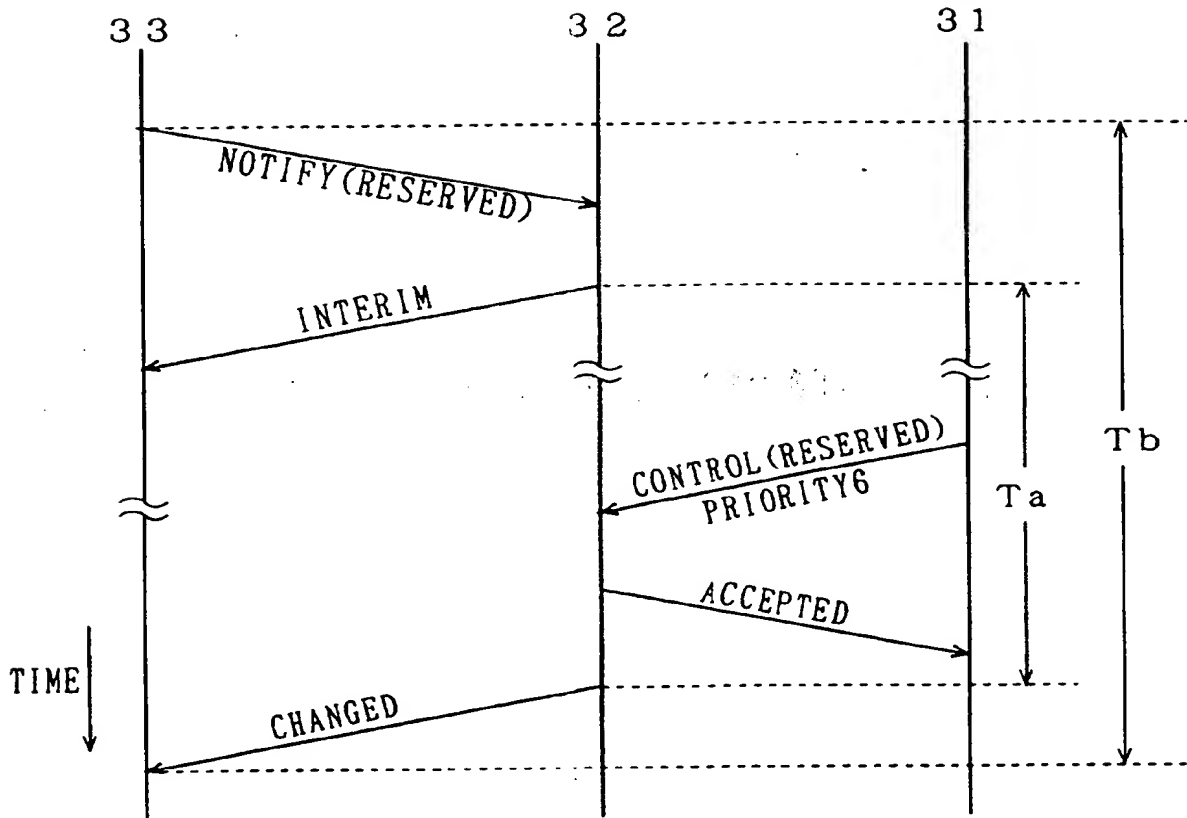 33
32
31
NOTIFY(RESERVED)
INTERIM
CONTROL(RESERVED)
PRIORITY6
Tb
Ta
ACCEPTED
TIME
CHANGED